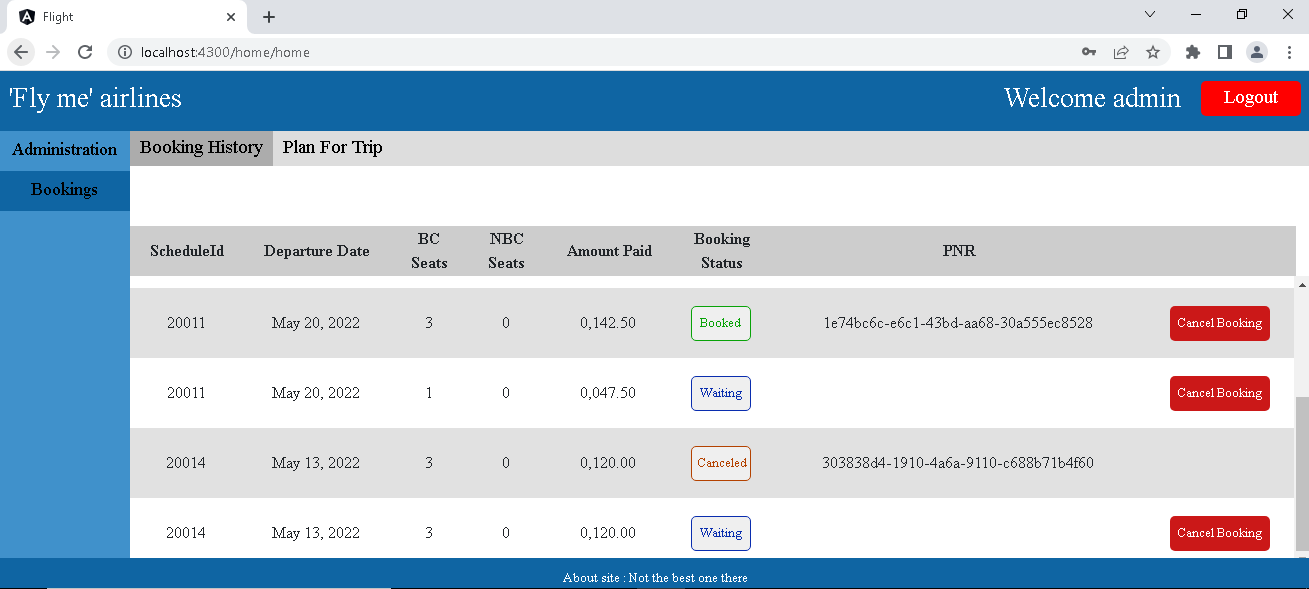 Flight
localhost:4300/home/home
'Fly me' airlines
Welcome admin
Logout
Administration
Booking History
Plan For Trip
Bookings
ScheduleId Departure Date BC Seats NBC Seats Amount Paid Booking Status PNR
20011 May 20, 2022 3 0 0,142.50 Booked 1e74bc6c-e6c1-43bd-aa68-30a555ec8528 Cancel Booking
20011 May 20, 2022 1 0 0,047.50 Waiting Cancel Booking
20014 May 13, 2022 3 0 0,120.00 Canceled 303838d4-1910-4a6a-9110-c688b71b4f60
20014 May 13, 2022 3 0 0,120.00 Waiting Cancel Booking
About site : Not the best one there